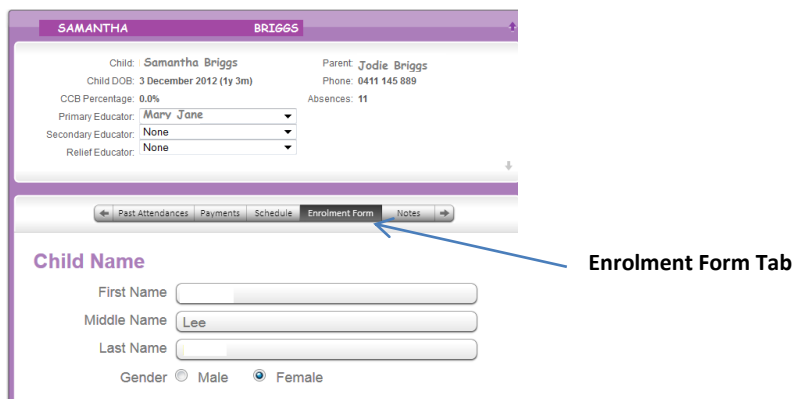 SAMANTHA BRIGGS
Child: Samantha Briggs Parent: Jodie Briggs
Child DOB: 3 December 2012 (1y 3m) Phone: 0411 145 889
CCB Percentage: 0.0% Absences: 11
Primary Educator: Mary Jane
Secondary Educator: None
Relief Educator: None
Past Attendances Payments Schedule Enrolment Form Notes
Enrolment Form Tab
Child Name
First Name
Middle Name Lee
Last Name
Gender Male Female